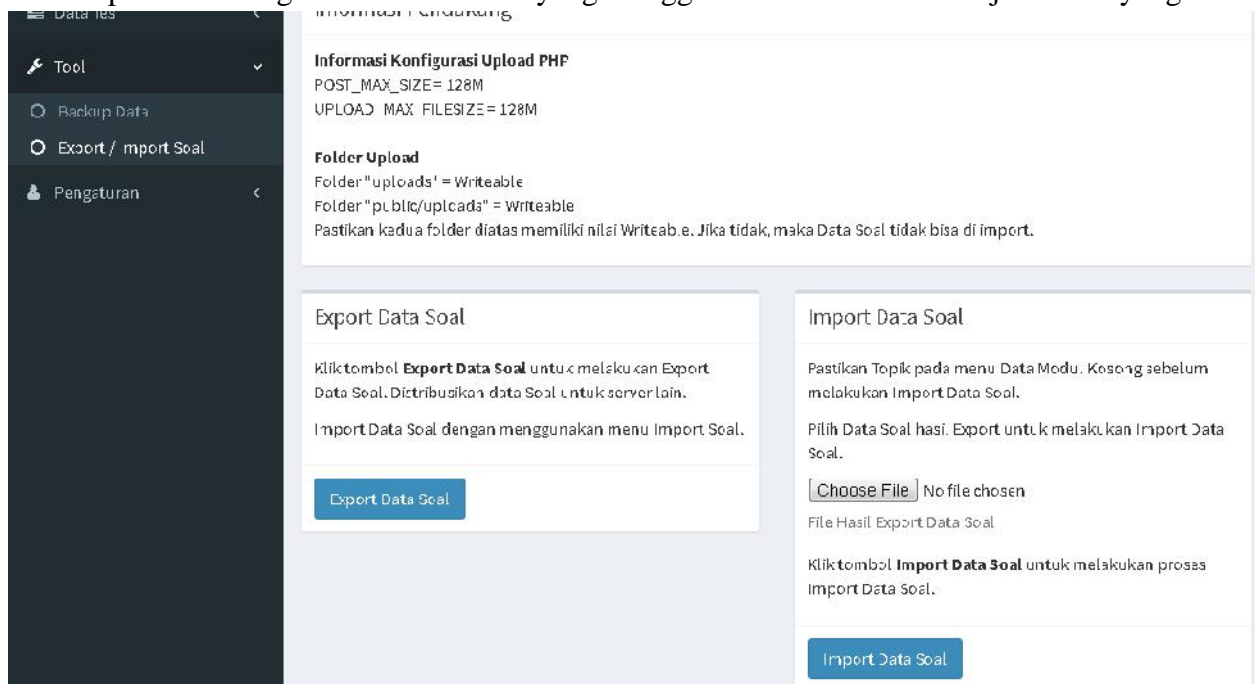 Data Tes
Informasi Pendukung
Tool
Backup Data
Export / Import Soal
Pengaturan
Informasi Konfigurasi Upload PHP
POST_MAX_SIZE = 128M
UPLOAD_MAX_FILESIZE = 128M
Folder Upload
Folder "uploads" = Writeable
Folder "public/uploads" = Writeable
Pastikan kedua folder diatas memiliki nilai Writeable. Jika tidak, maka Data Soal tidak bisa di import.
Export Data Soal
Klik tombol Export Data Soal untuk melakukan Export
Data Soal. Distribusikan data Soal untuk server lain.
Import Data Soal dengan menggunakan menu Import Soal.
Export Data Soal
Import Data Soal
Pastikan Topik pada menu Data Modul Kosong sebelum
melakukan Import Data Soal.
Pilih Data Soal hasil Export untuk melakukan Import Data
Soal.
Choose File No file chosen
File Hasil Export Data Soal
Klik tombol Import Data Soal untuk melakukan proses
Import Data Soal.
Import Data Soal